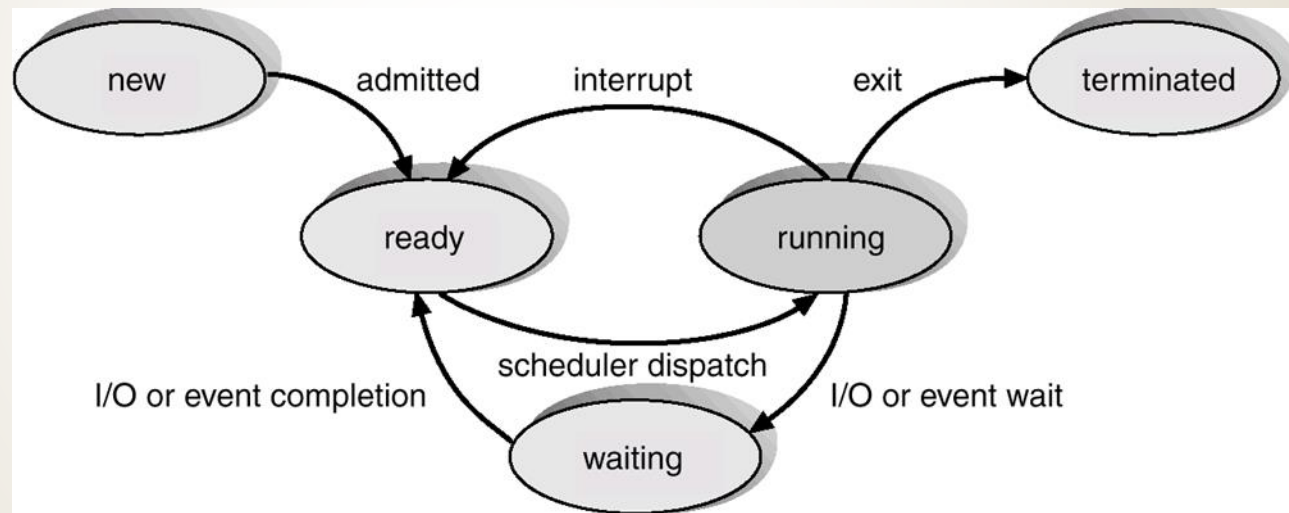 new
admitted
interrupt
exit
terminated
ready
running
scheduler dispatch
I/O or event completion
I/O or event wait
waiting